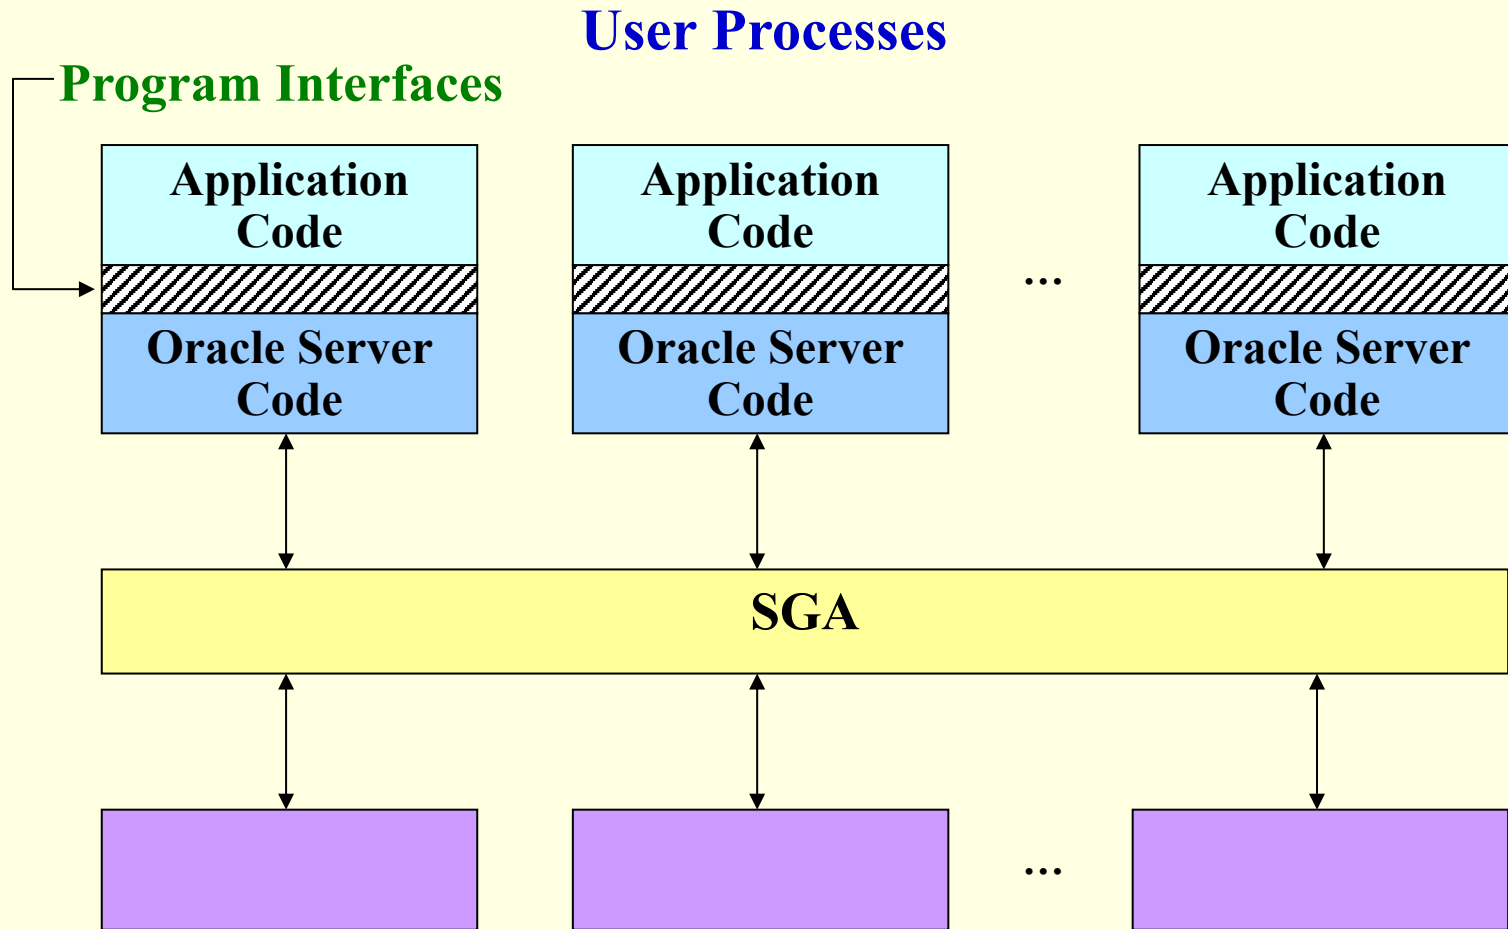 User Processes
Program Interfaces
Application
Code
Application
Code
Application
Code
...
Oracle Server
Code
Oracle Server
Code
Oracle Server
Code
SGA
...